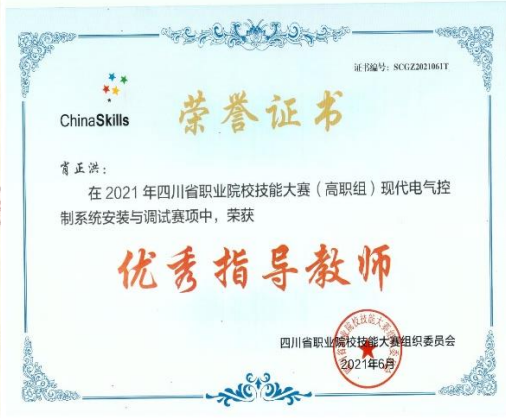 证书编号：SCGZ2021061T
ChinaSkills
荣誉证书
肖正洪：
在2021年四川省职业院校技能大赛（高职组）现代电气控
制系统安装与调试赛项中，荣获
优秀指导教师
四川省职业院校技能大赛组织委员会
2021年6月